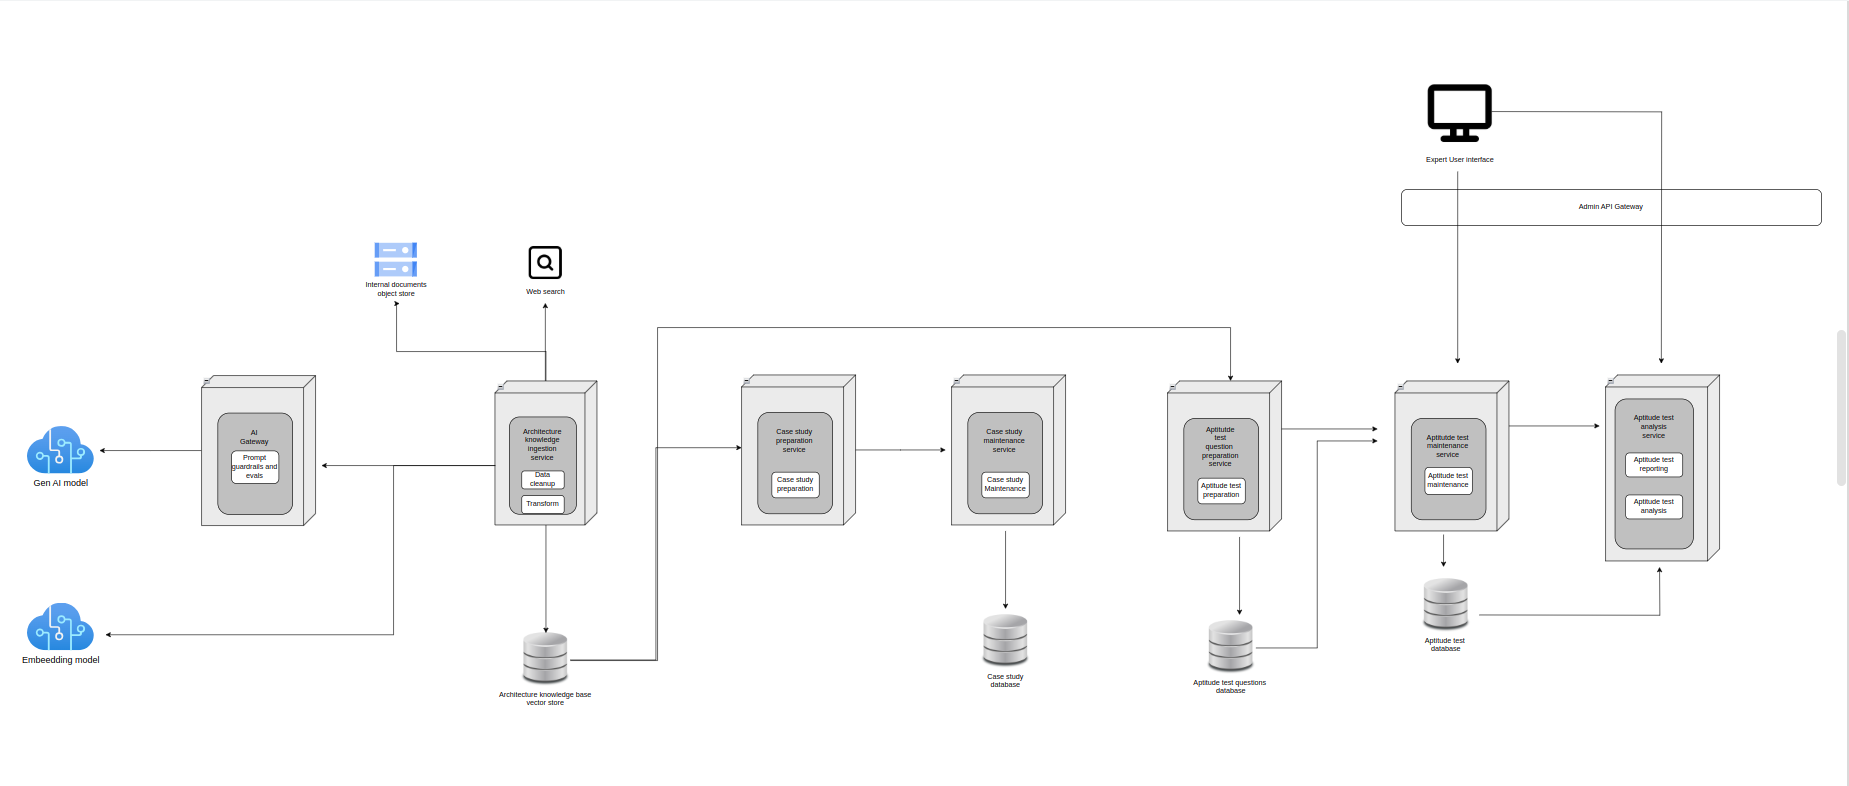 Expert User interface
Admin API Gateway
Internal documents
object store
Web search
Gen AI model
Embeedding model
AI
Gateway
Prompt
guardrails and
evals
Architecture
knowledge
ingestion
service
Data
cleanup
Transform
Architecture knowledge base
vector store
Case study
preparation
service
Case study
preparation
Case study
maintenance
service
Case study
Maintenance
Case study
database
Aptitutde
test
question
preparation
service
Aptitude test
preparation
Aptitude test questions
database
Aptitutde test
maintenance
service
Aptitude test
maintenance
Aptitude test
database
Aptitude test
analysis
service
Aptitude test
reporting
Aptitude test
analysis